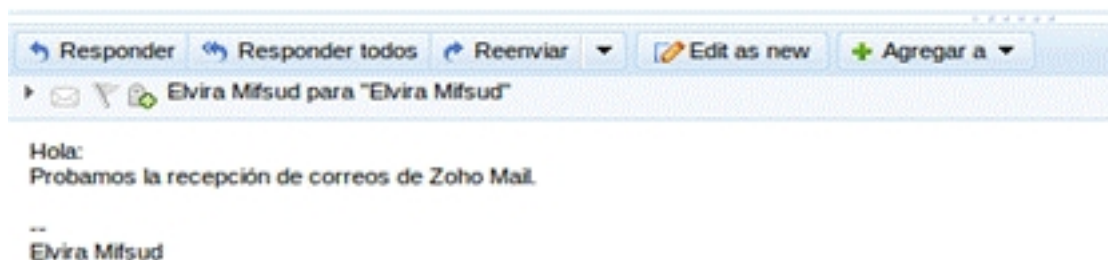 Responder Responder todos Reenviar Edit as new Agregar a
Elvira Mifsud para "Elvira Mifsud"
Hola:
Probamos la recepción de correos de Zoho Mail.
--
Elvira Mifsud